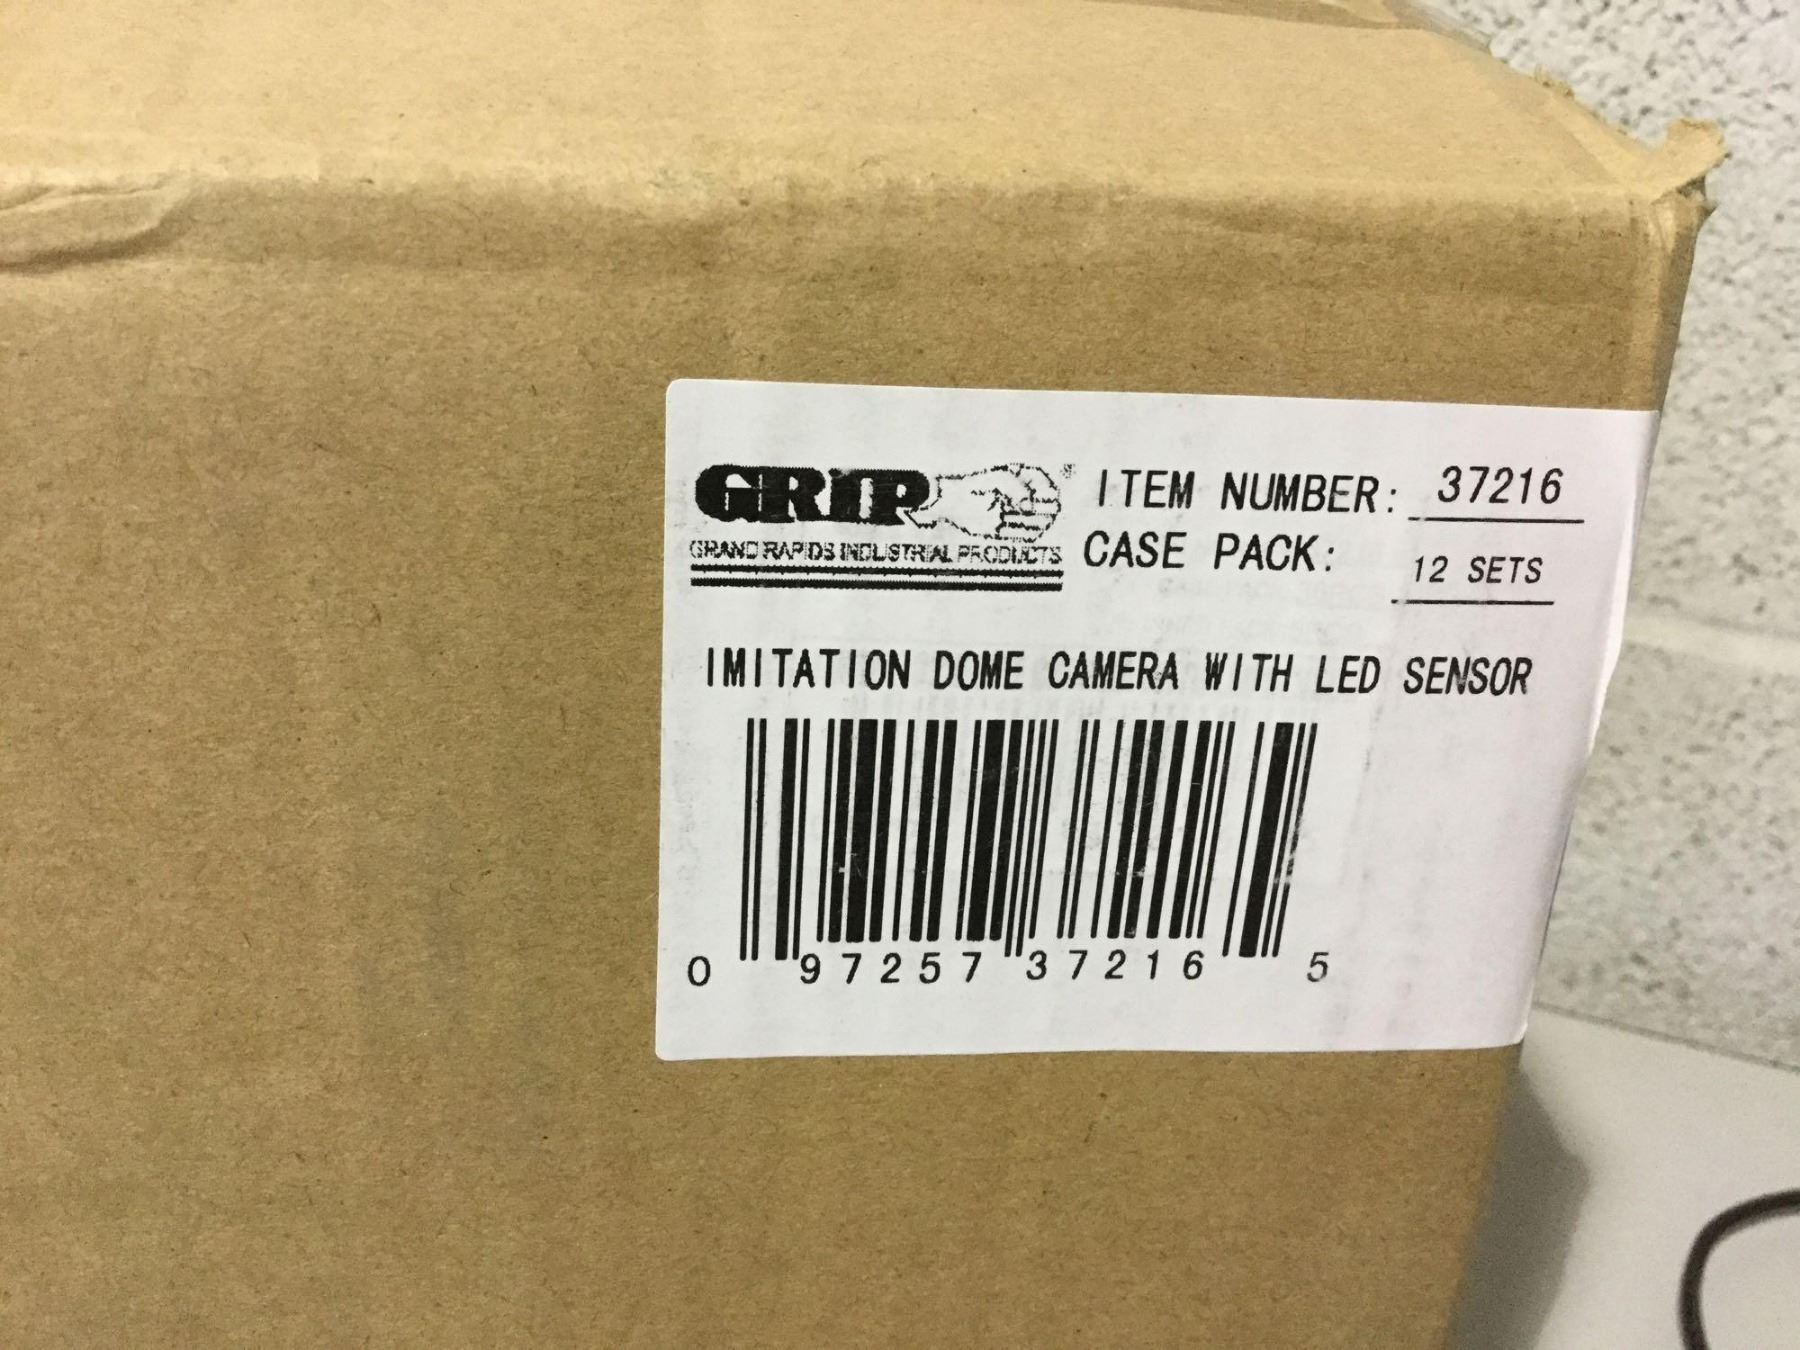 GRIP® ITEM NUMBER: 37216
GRAND RAPIDS INDUSTRIAL PRODUCTS
CASE PACK: 12 SETS
IMITATION DOME CAMERA WITH LED SENSOR
0 97257 37216 5